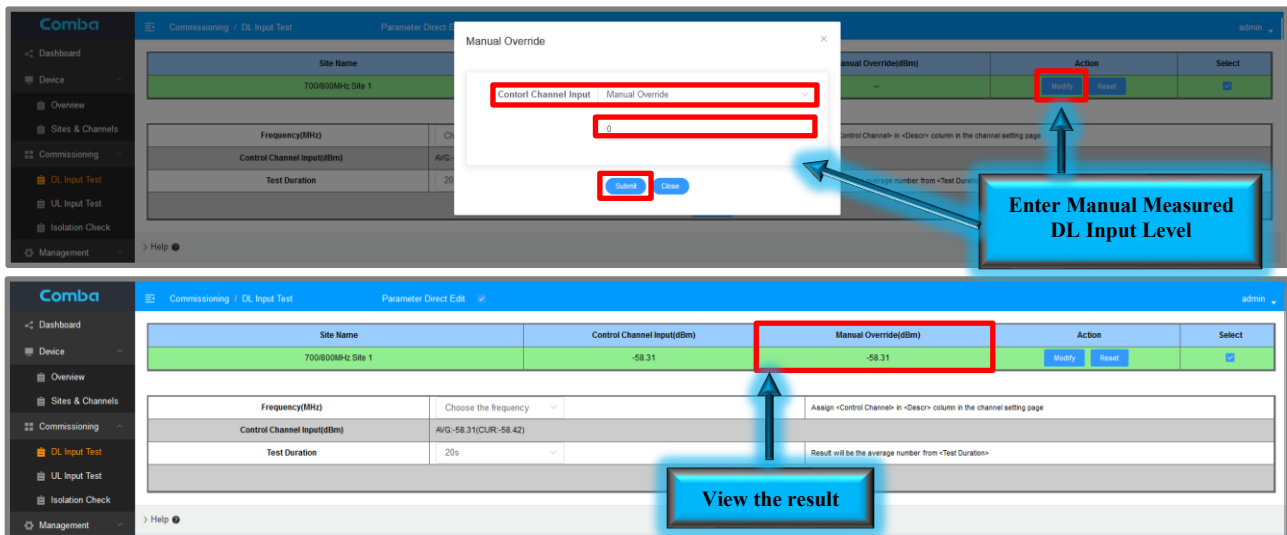 Comba
Commissioning / DL Input Test
Parameter Direct E
admin
Dashboard
Device
Overview
Sites & Channels
Commissioning
DL Input Test
UL Input Test
Isolation Check
Management
Site Name
anual Override(dBm)
Action
Select
700/800MHz Site 1
--
Modify
Reset
Frequency(MHz)
Ch
Control Channel> in <Descr> column in the channel setting page
Control Channel Input(dBm)
AVG:-
Test Duration
20
average number from <Test Duratio
> Help
Manual Override
×
Contorl Channel Input
Manual Override
0
Submit
Close
Enter Manual Measured
DL Input Level
Comba
Commissioning / DL Input Test
Parameter Direct Edit
admin
Dashboard
Device
Overview
Sites & Channels
Commissioning
DL Input Test
UL Input Test
Isolation Check
Management
Site Name
Control Channel Input(dBm)
Manual Override(dBm)
Action
Select
700/800MHz Site 1
-58.31
-58.31
Modify
Reset
Frequency(MHz)
Choose the frequency
Assign <Control Channel> in <Descr> column in the channel setting page
Control Channel Input(dBm)
AVG:-58.31(CUR:-58.42)
Test Duration
20s
Result will be the average number from <Test Duration>
> Help
View the result